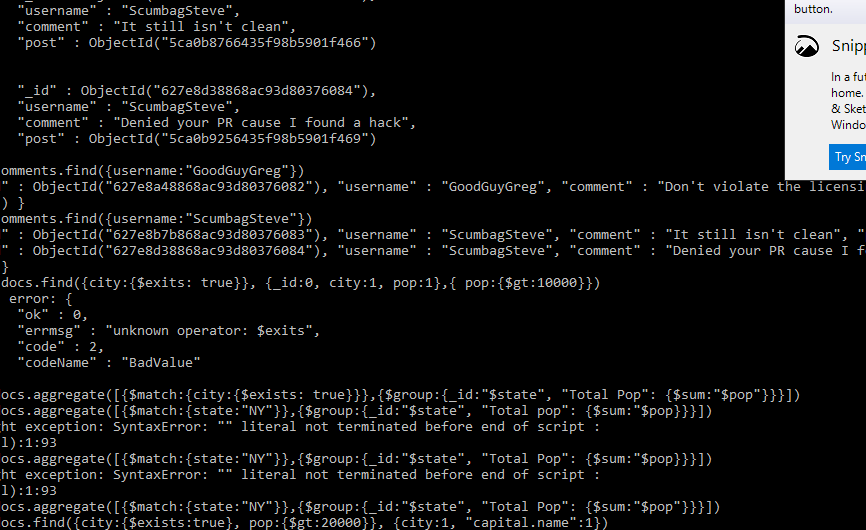 "username" : "ScumbagSteve",
"comment" : "It still isn't clean",
"post" : ObjectId("5ca0b8766435f98b5901f466")
"_id" : ObjectId("627e8d38868ac93d80376084"),
"username" : "ScumbagSteve",
"comment" : "Denied your PR cause I found a hack",
"post" : ObjectId("5ca0b9256435f98b5901f469")
omments.find({username:"GoodGuyGreg"})
" : ObjectId("627e8a48868ac93d80376082"), "username" : "GoodGuyGreg", "comment" : "Don't violate the licensi
) }
omments.find({username:"ScumbagSteve"})
" : ObjectId("627e8b7b868ac93d80376083"), "username" : "ScumbagSteve", "comment" : "It still isn't clean", "
" : ObjectId("627e8d38868ac93d80376084"), "username" : "ScumbagSteve", "comment" : "Denied your PR cause I f
}
docs.find({city:{$exits: true}}, {_id:0, city:1, pop:1},{ pop:{$gt:10000}})
error: {
"ok" : 0,
"errmsg" : "unknown operator: $exits",
"code" : 2,
"codeName" : "BadValue"
ocs.aggregate([{$match:{city:{$exists: true}}},{$group:{_id:"$state", "Total Pop": {$sum:"$pop"}}}])
ocs.aggregate([{$match:{state:"NY"}},{$group:{_id:"$state", "Total pop": {$sum:"$pop}}}])
ht exception: SyntaxError: "" literal not terminated before end of script :
l):1:93
ocs.aggregate([{$match:{state:"NY"}},{$group:{_id:"$state", "Total Pop": {$sum:"$pop}}}])
ht exception: SyntaxError: "" literal not terminated before end of script :
l):1:93
ocs.aggregate([{$match:{state:"NY"}},{$group:{_id:"$state", "Total Pop": {$sum:"$pop"}}}])
ocs.find({city:{$exists:true}, pop:{$gt:20000}}, {city:1, "capital.name":1})
button.
Snipp
In a fut
home.
& Sket
Windo
Try Sn